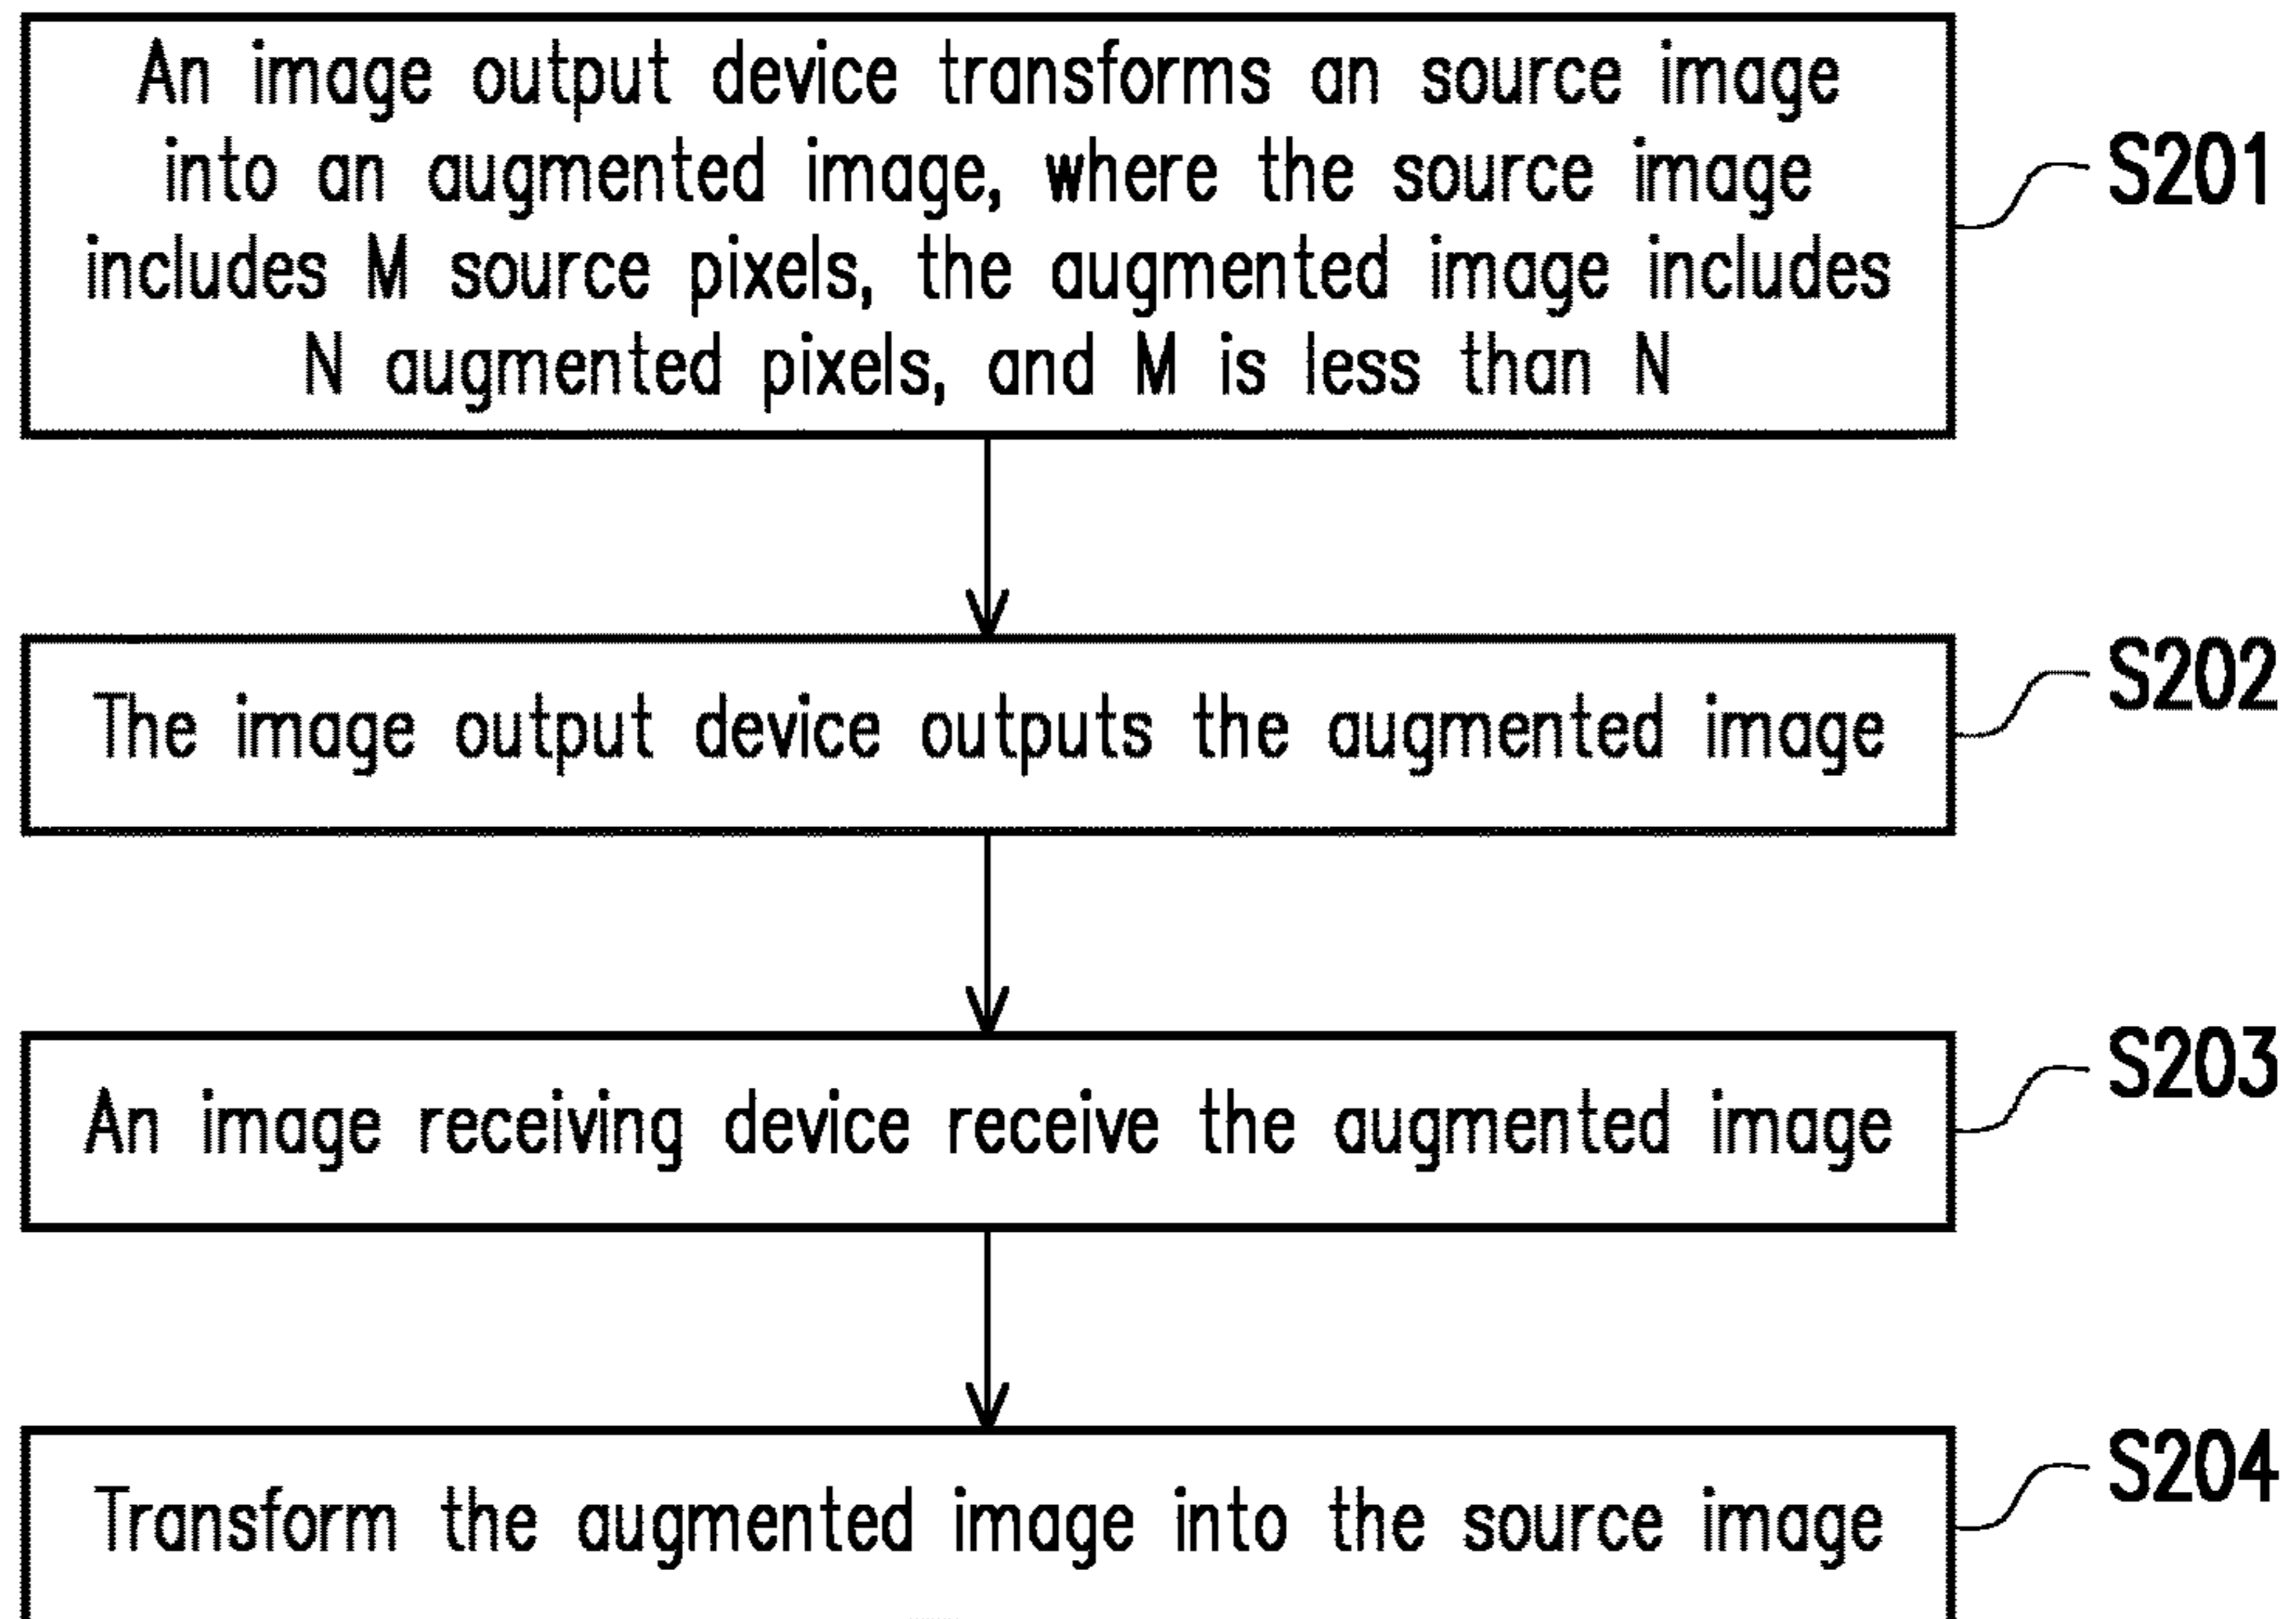 An image output device transforms an source image
into an augmented image, where the source image
includes M source pixels, the augmented image includes
N augmented pixels, and M is less than N
S201
The image output device outputs the augmented image
S202
An image receiving device receive the augmented image
S203
Transform the augmented image into the source image
S204